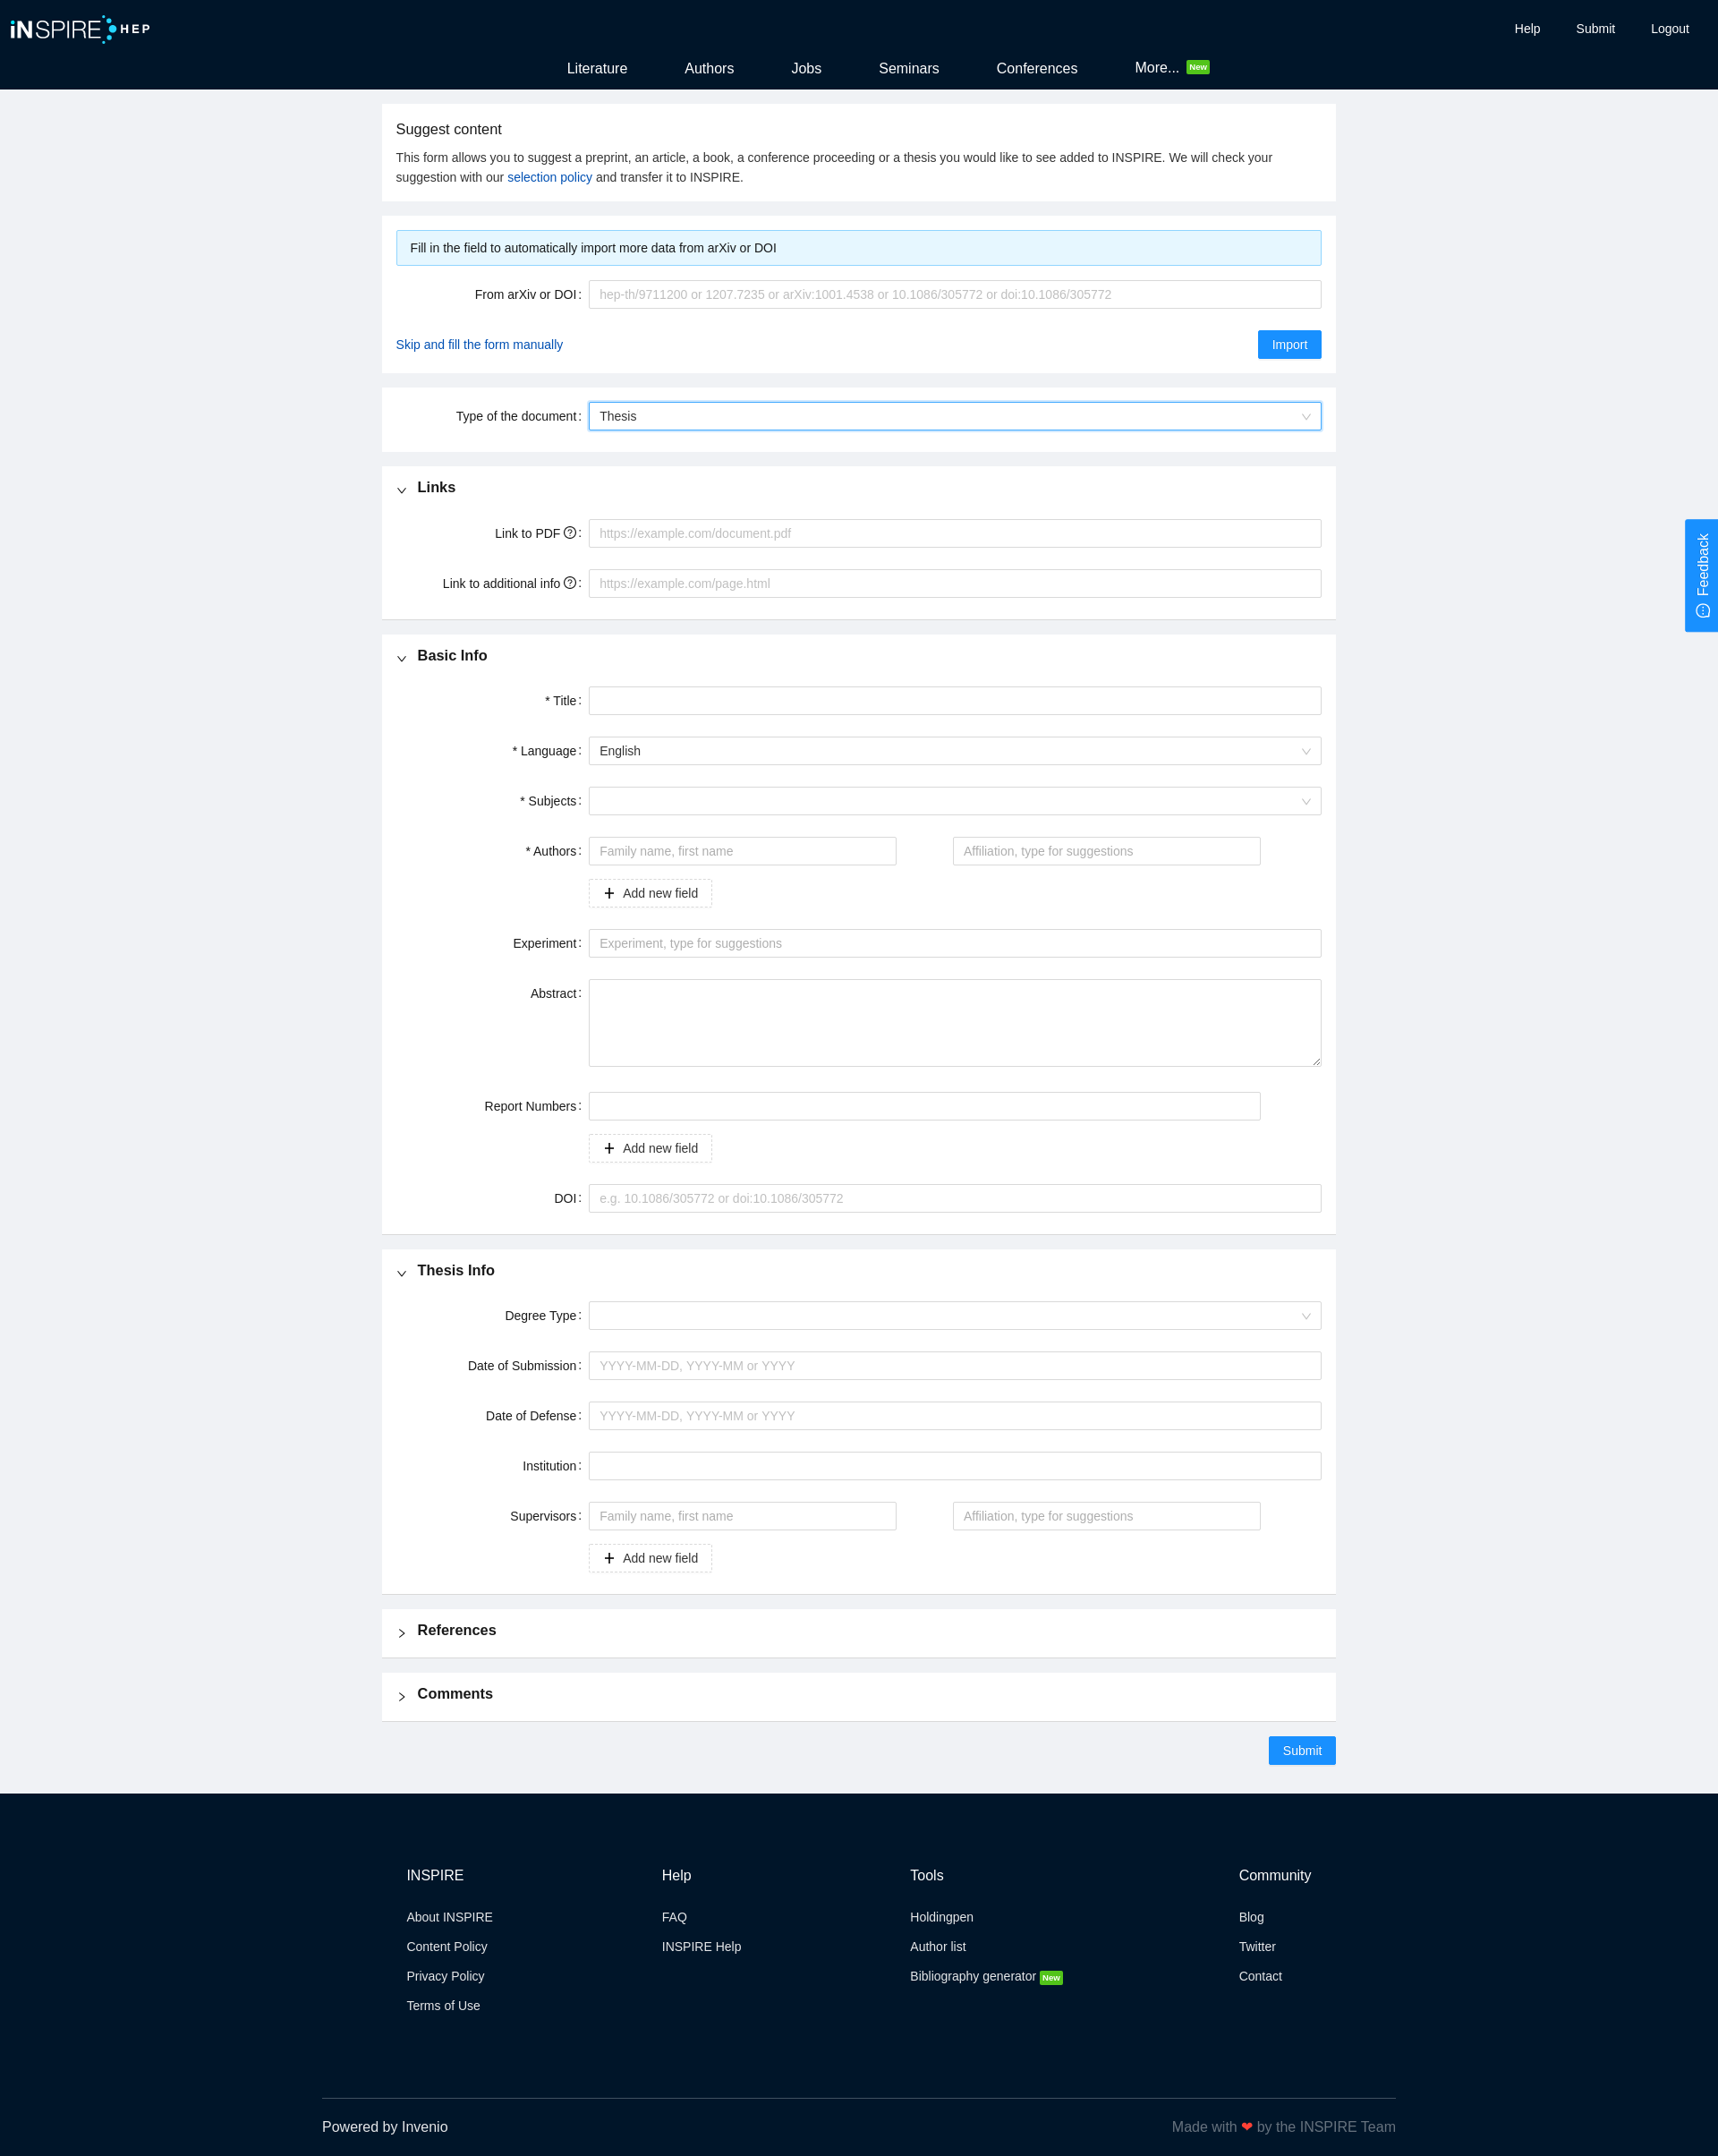 iNSPIRE HEP
Help Submit Logout
Literature Authors Jobs Seminars Conferences More... New
Suggest content
This form allows you to suggest a preprint, an article, a book, a conference proceeding or a thesis you would like to see added to INSPIRE. We will check your
suggestion with our selection policy and transfer it to INSPIRE.
Fill in the field to automatically import more data from arXiv or DOI
From arXiv or DOI : hep-th/9711200 or 1207.7235 or arXiv:1001.4538 or 10.1086/305772 or doi:10.1086/305772
Skip and fill the form manually Import
Type of the document : Thesis
Links
Link to PDF ? : https://example.com/document.pdf
Link to additional info ? : https://example.com/page.html
Feedback
Basic Info
* Title :
* Language : English
* Subjects :
* Authors : Family name, first name Affiliation, type for suggestions
+ Add new field
Experiment : Experiment, type for suggestions
Abstract :
Report Numbers :
+ Add new field
DOI : e.g. 10.1086/305772 or doi:10.1086/305772
Thesis Info
Degree Type :
Date of Submission : YYYY-MM-DD, YYYY-MM or YYYY
Date of Defense : YYYY-MM-DD, YYYY-MM or YYYY
Institution :
Supervisors : Family name, first name Affiliation, type for suggestions
+ Add new field
References
Comments
Submit
INSPIRE Help Tools Community
About INSPIRE FAQ Holdingpen Blog
Content Policy INSPIRE Help Author list Twitter
Privacy Policy Bibliography generator New Contact
Terms of Use
Powered by Invenio Made with ❤ by the INSPIRE Team